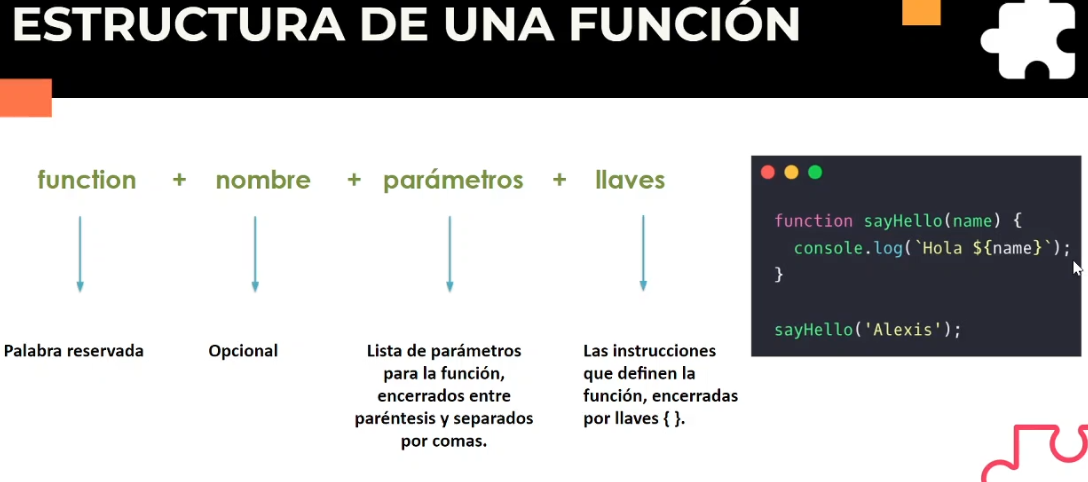 ESTRUCTURA DE UNA FUNCIÓN
function + nombre + parámetros + llaves
Palabra reservada
Opcional
Lista de parámetros
para la función,
encerrados entre
paréntesis y separados
por comas.
Las instrucciones
que definen la
función, encerradas
por llaves { }.
function sayHello(name) {
  console.log(`Hola ${name}`);
}
sayHello('Alexis');